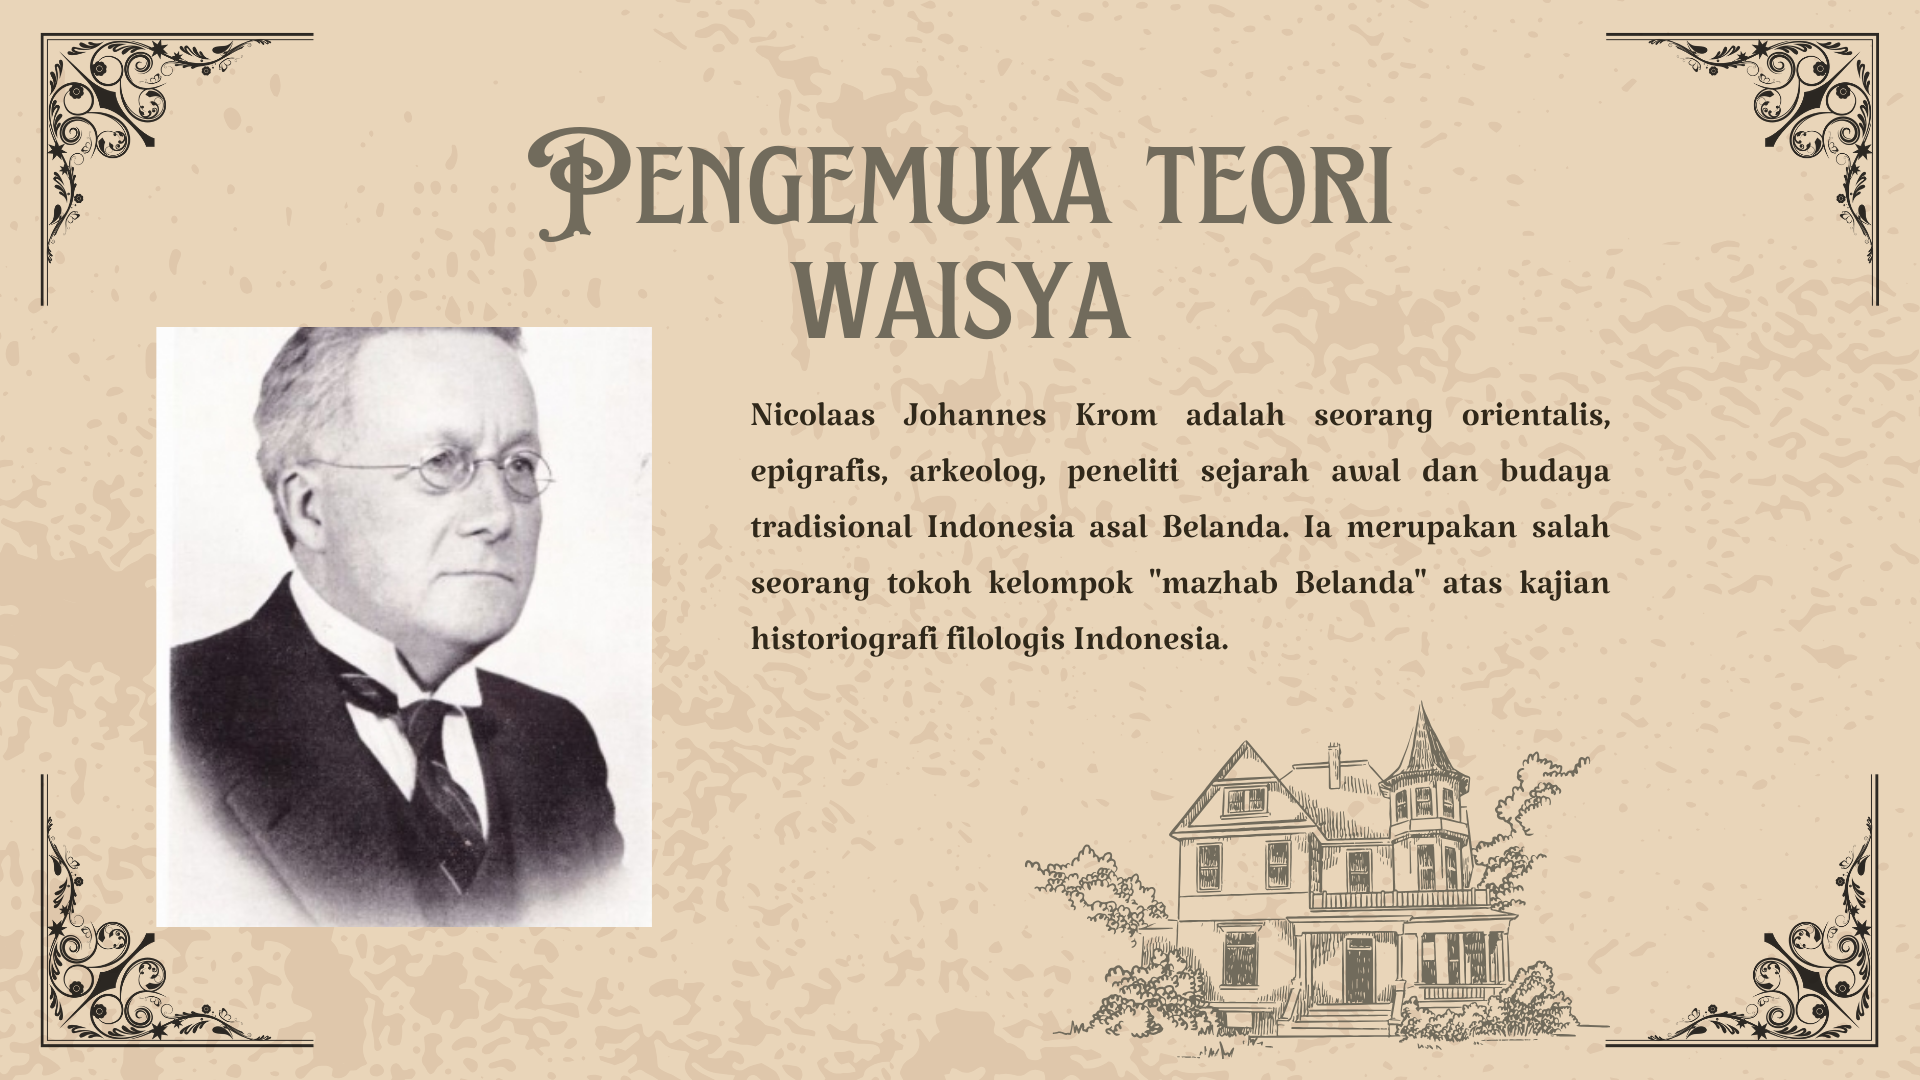 Pengemuka teori
waisya
Nicolaas Johannes Krom adalah seorang orientalis,
epigrafis, arkeolog, peneliti sejarah awal dan budaya
tradisional Indonesia asal Belanda. Ia merupakan salah
seorang tokoh kelompok "mazhab Belanda" atas kajian
historiografi filologis Indonesia.